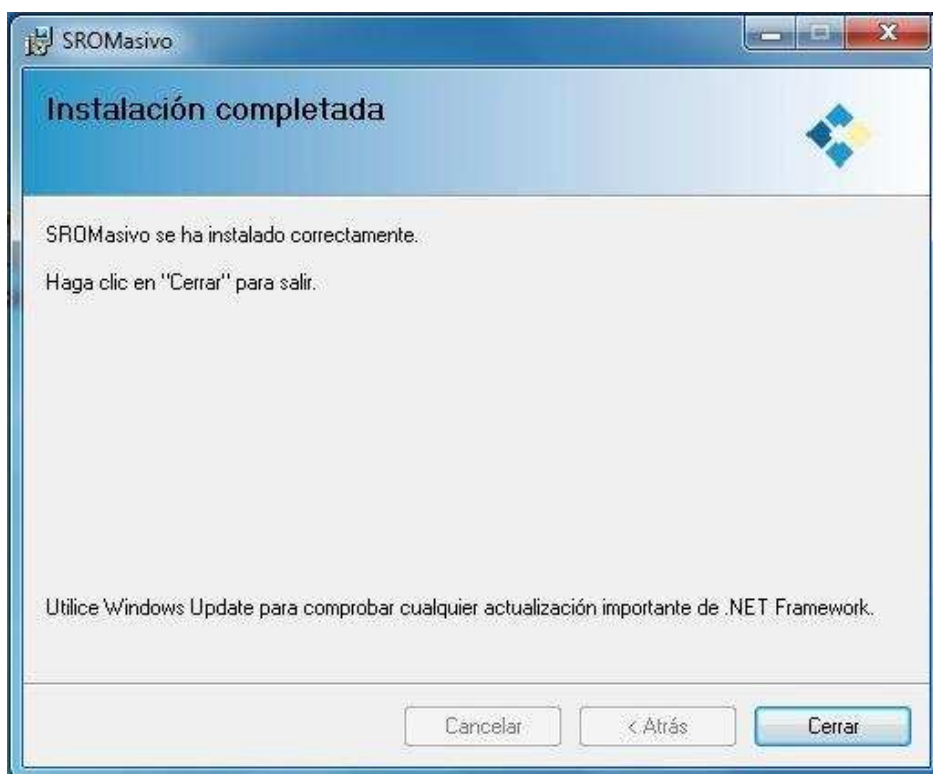 SROMasivo
Instalación completada
SROMasivo se ha instalado correctamente.
Haga clic en "Cerrar" para salir.
Utilice Windows Update para comprobar cualquier actualización importante de .NET Framework.
Cancelar
< Atrás
Cerrar